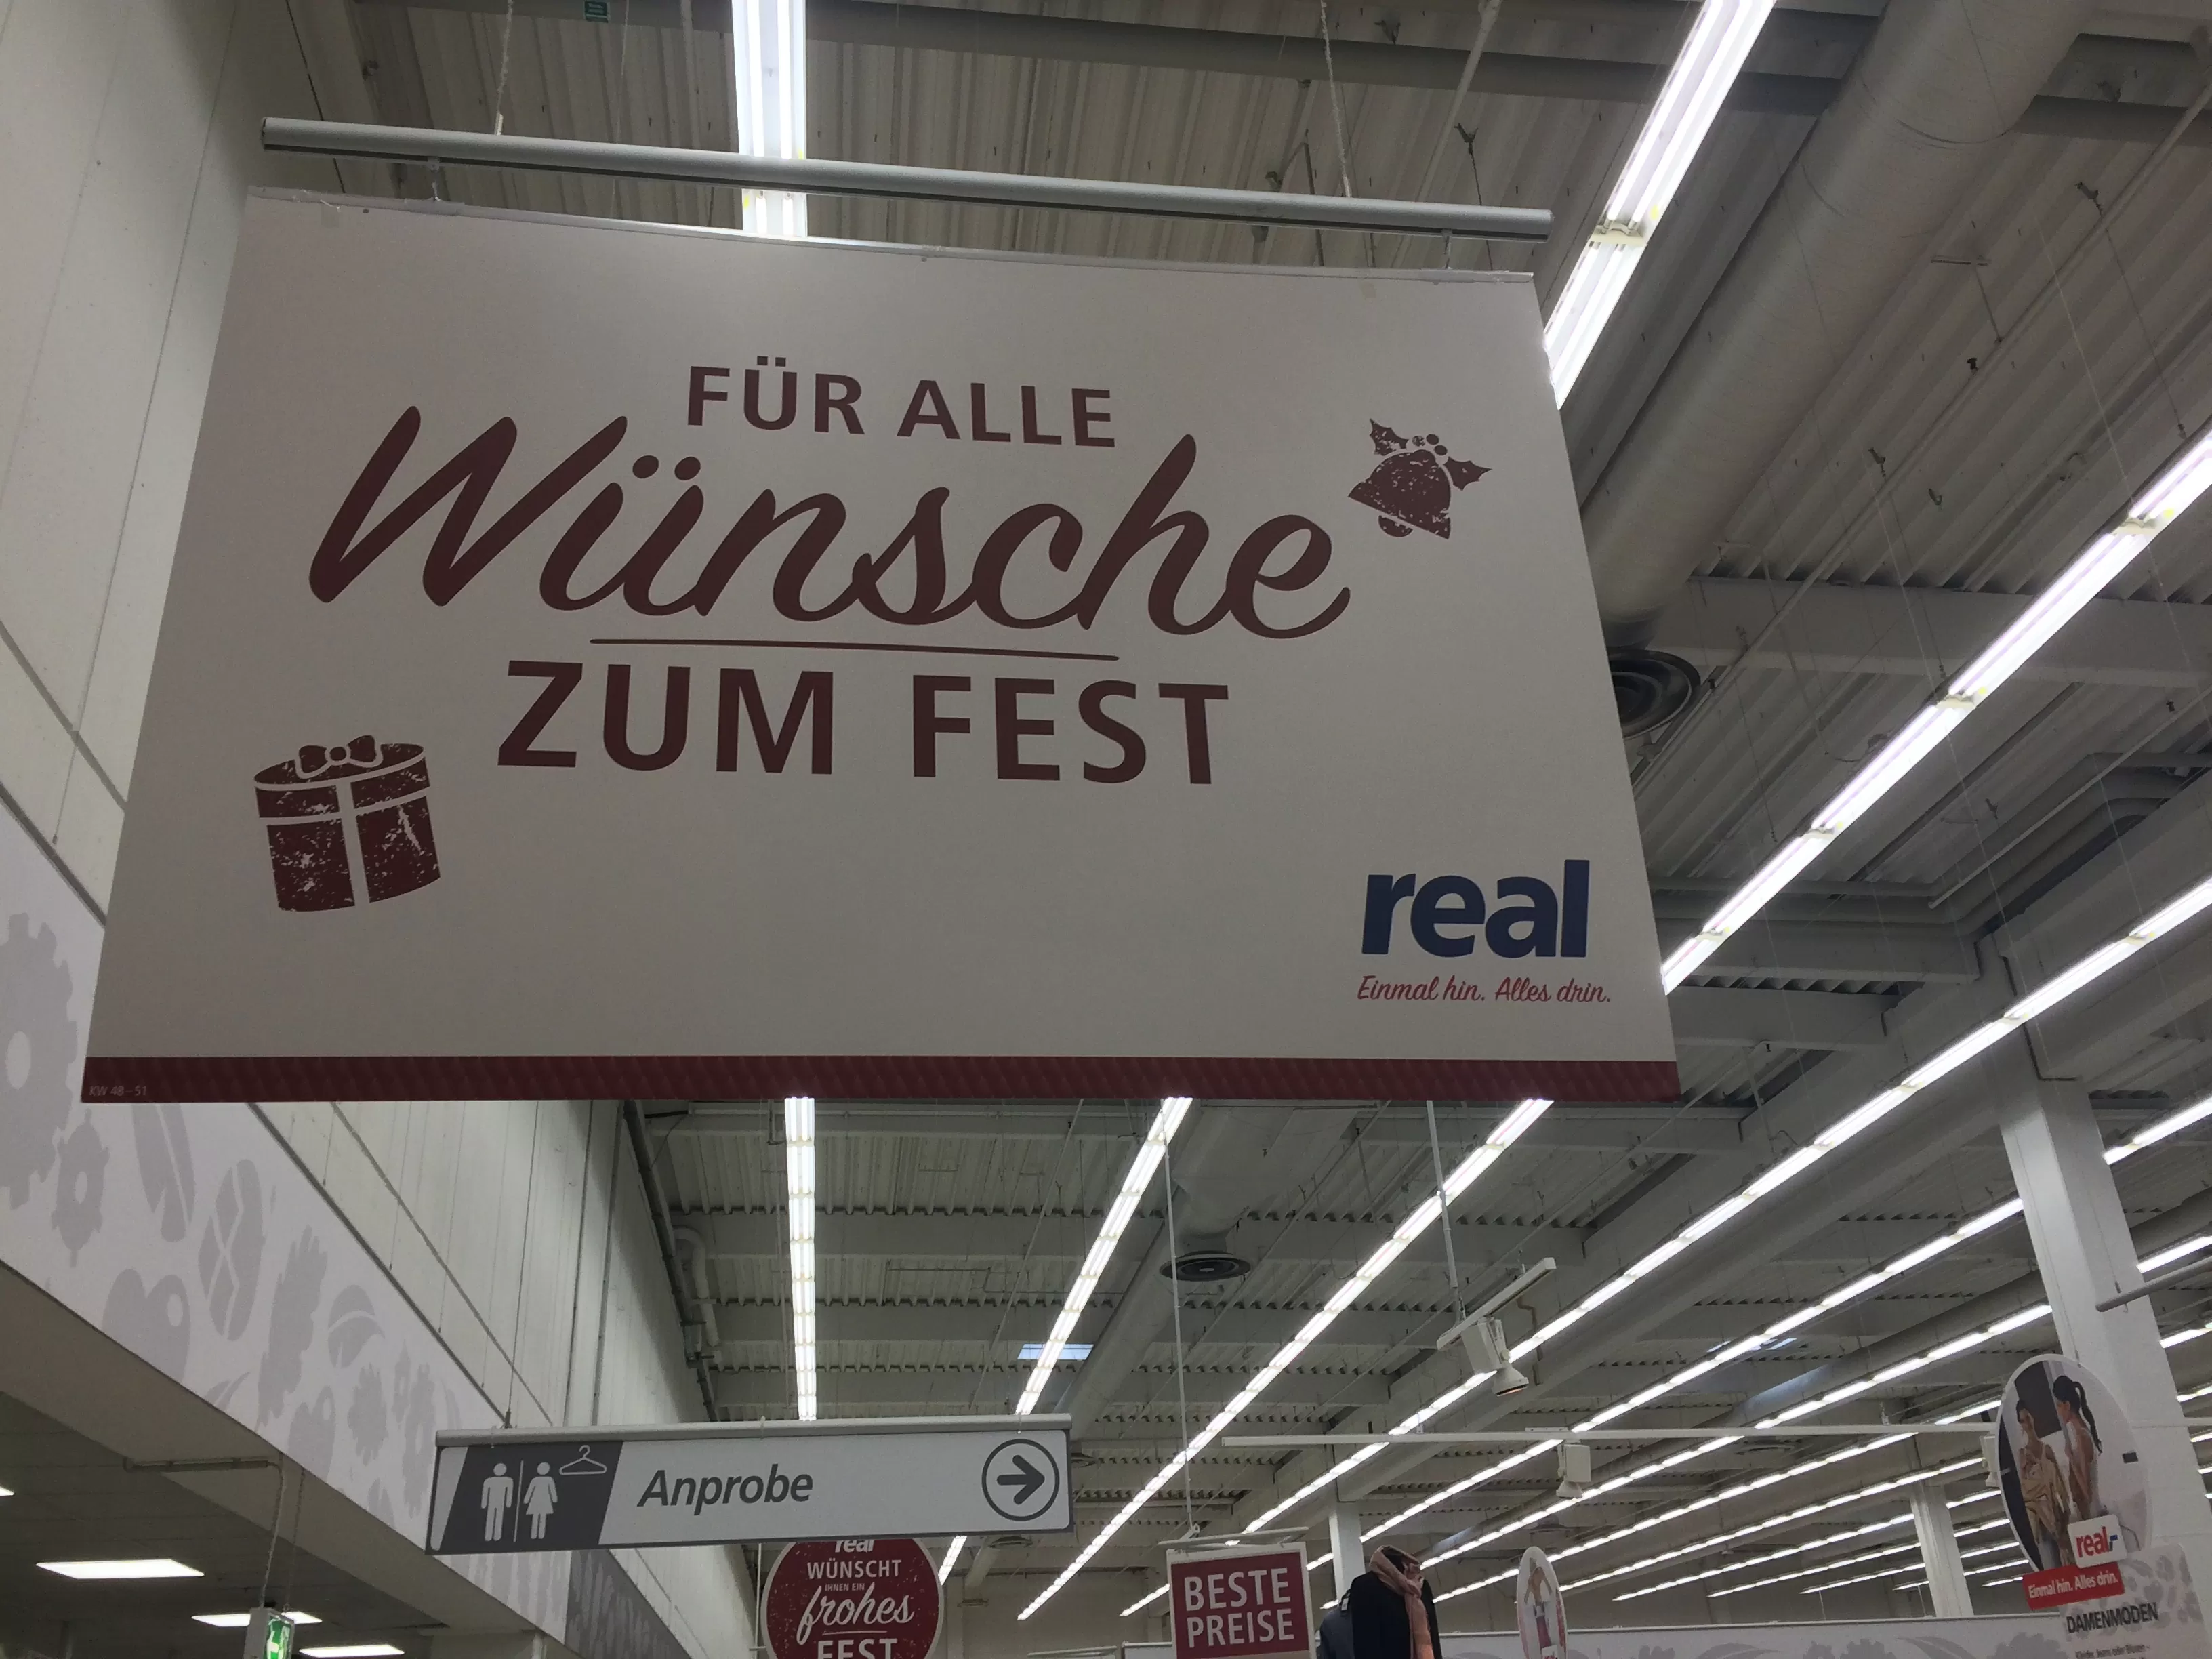 FÜR ALLE
Wünsche
ZUM FEST
real
Einmal hin. Alles drin.
KW 48-51
Anprobe
real
WÜNSCHT
IHNEN EIN
frohes
FEST
BESTE
PREISE
real,-
Einmal hin. Alles drin.
DAMENMODEN